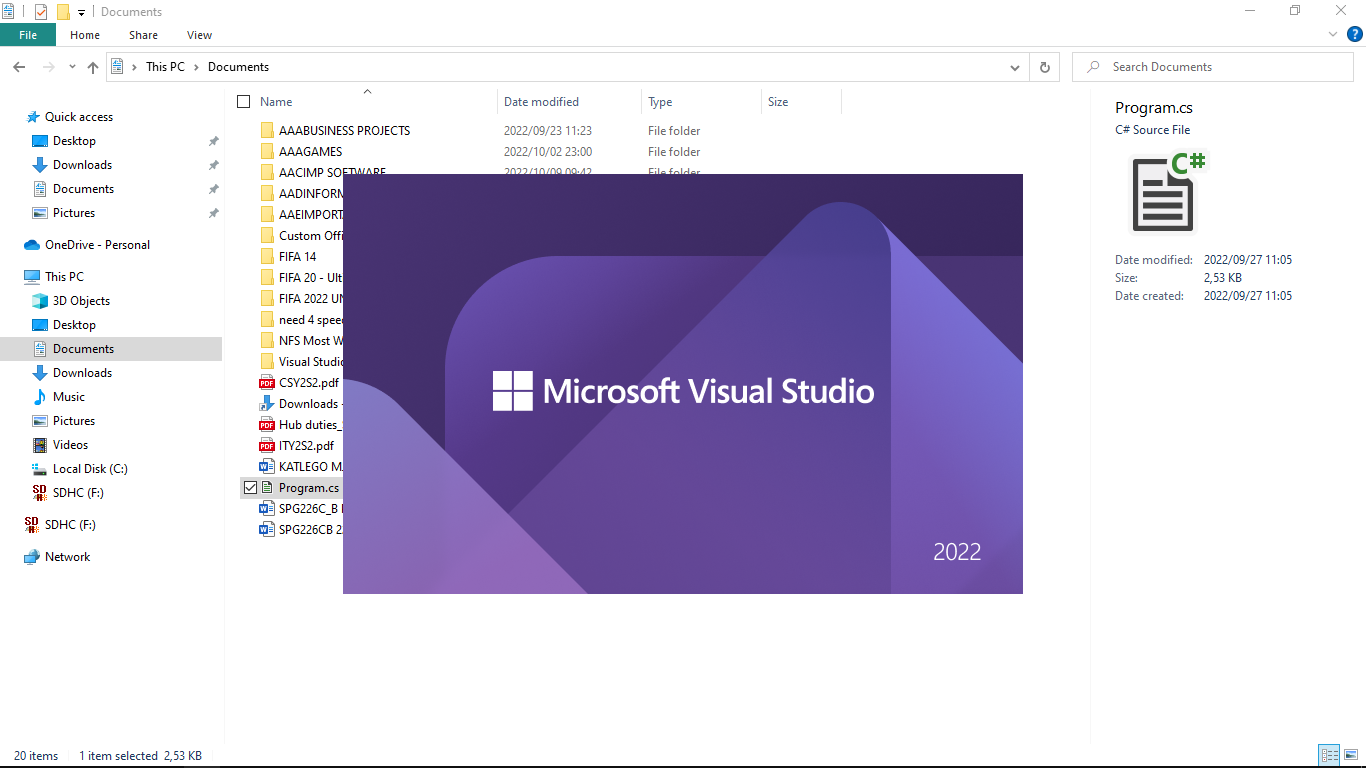 Documents
File Home Share View
This PC Documents
Search Documents
Name Date modified Type Size
Quick access
Desktop
Downloads
Documents
Pictures
OneDrive - Personal
This PC
3D Objects
Desktop
Documents
Downloads
Music
Pictures
Videos
Local Disk (C:)
SDHC (F:)
SDHC (F:)
Network
AAABUSINESS PROJECTS 2022/09/23 11:23 File folder
AAAGAMES 2022/10/02 23:00 File folder
AACIMP SOFTWARE 2022/10/09 09:42 File folder
AADINFORM
AAEIMPORT
Custom Offi
FIFA 14
FIFA 20 - Ult
FIFA 2022 UN
need 4 speed
NFS Most W
Visual Studio
CSY2S2.pdf
Downloads -
Hub duties_
ITY2S2.pdf
KATLEGO M
Program.cs
SPG226C_B
SPG226CB 2
Microsoft Visual Studio
2022
Program.cs
C# Source File
C#
Date modified: 2022/09/27 11:05
Size: 2,53 KB
Date created: 2022/09/27 11:05
20 items 1 item selected 2,53 KB